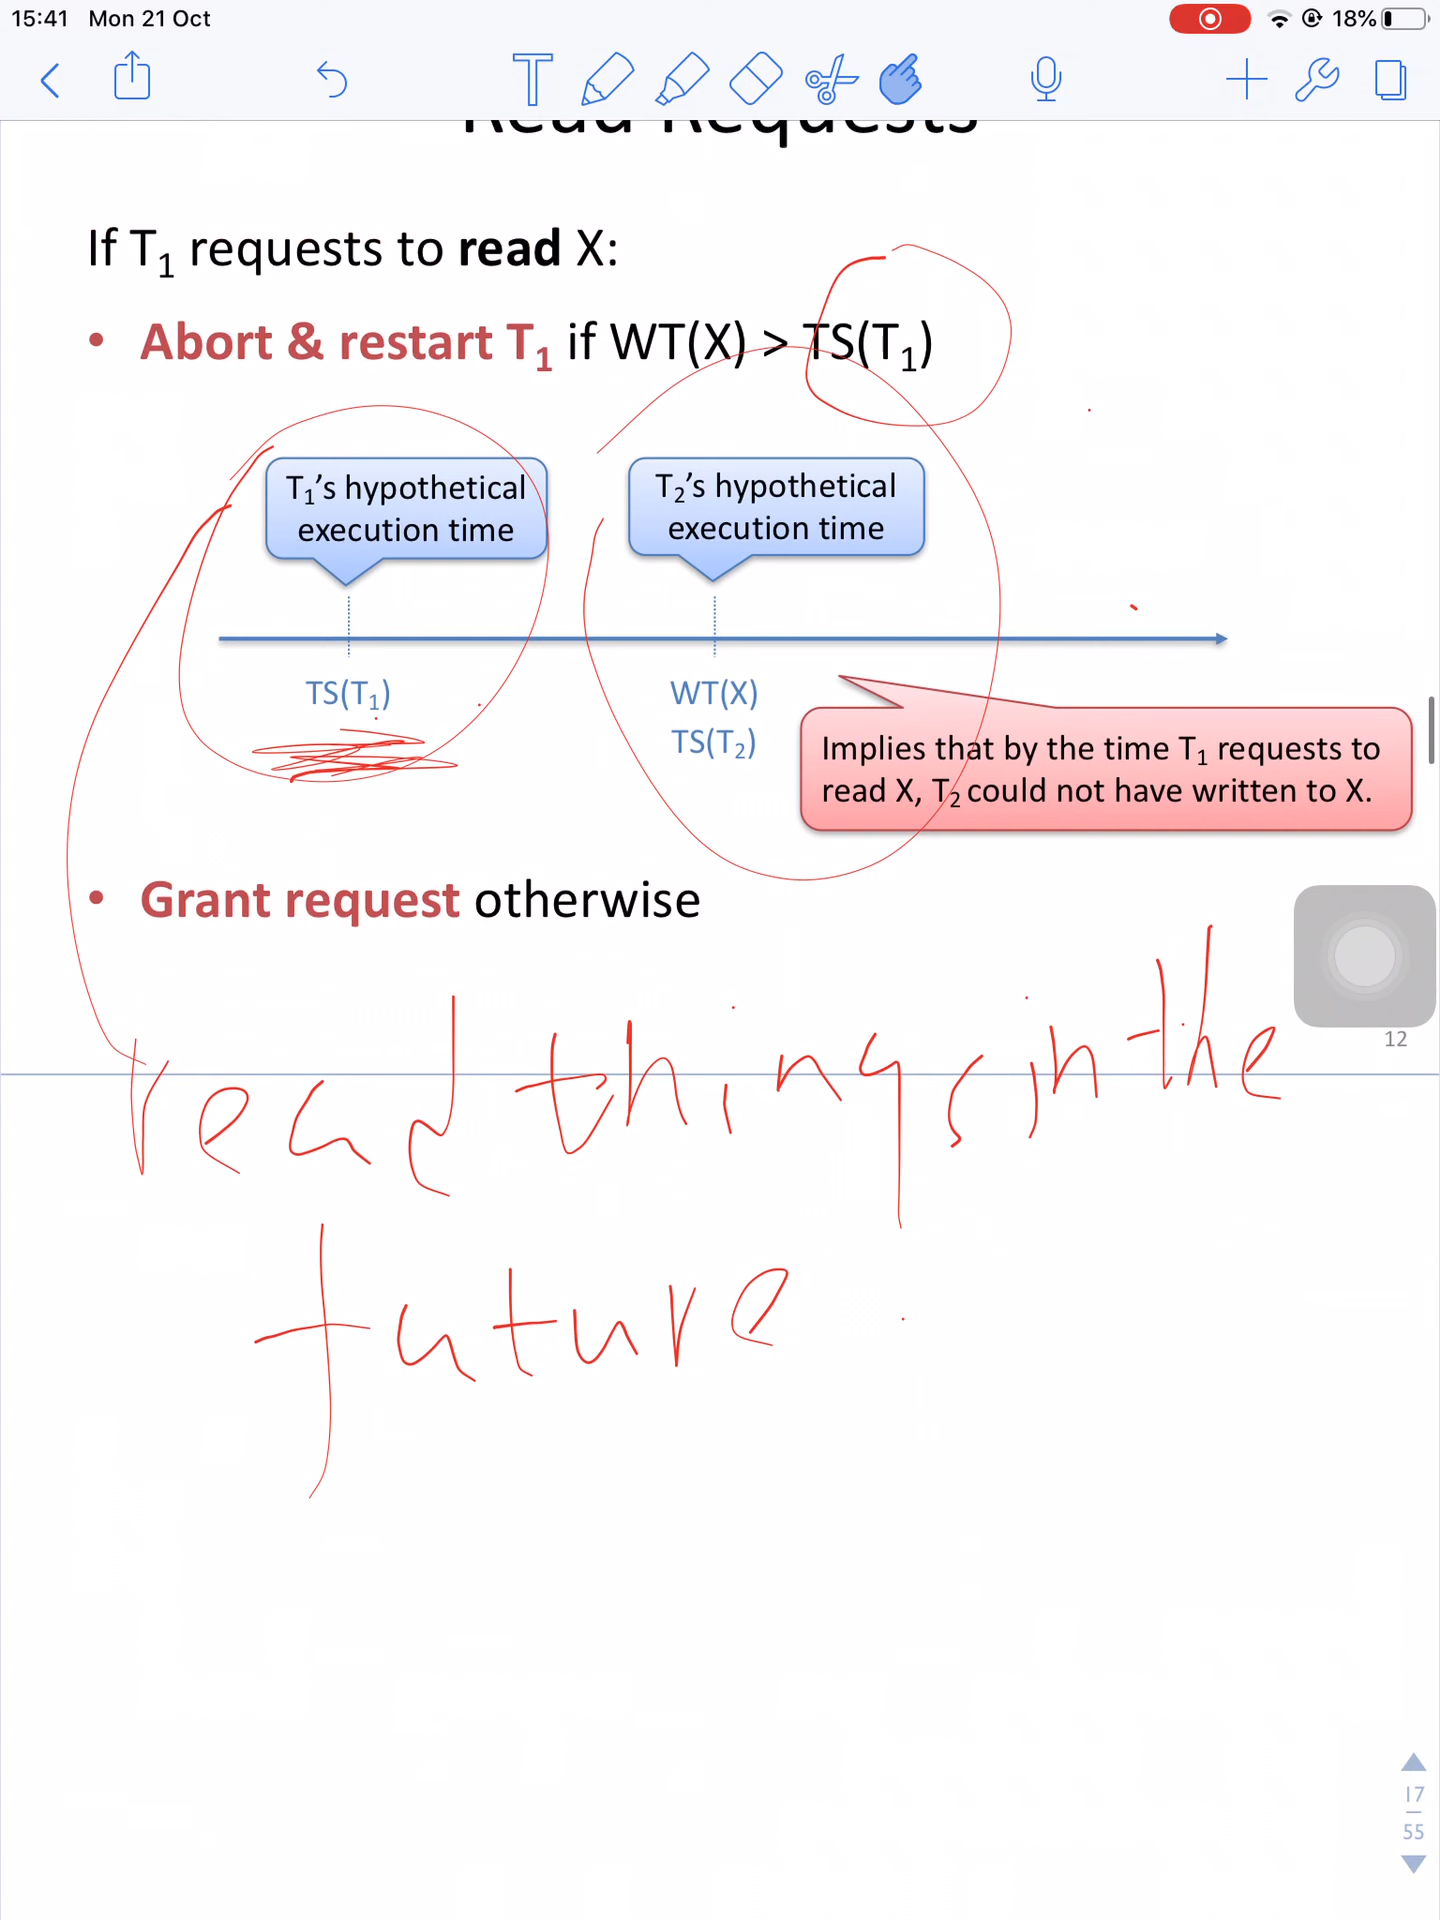 15:41 Mon 21 Oct 18%
Read Requests
If T₁ requests to read X:
• Abort & restart T₁ if WT(X) > TS(T₁)
T₁’s hypothetical
execution time
T₂’s hypothetical
execution time
TS(T₁)
WT(X)
TS(T₂)
Implies that by the time T₁ requests to
read X, T₂ could not have written to X.
• Grant request otherwise
12
read things in the
future
17
55